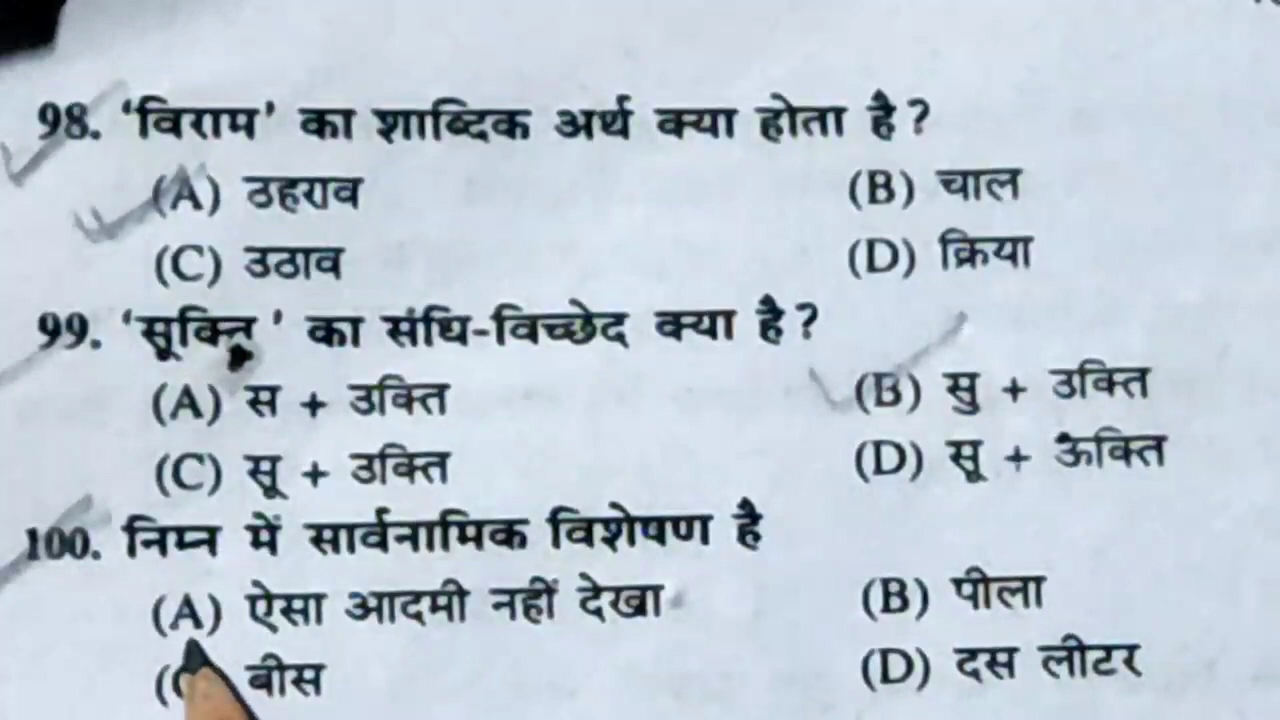 98. 'विराम' का शाब्दिक अर्थ क्या होता है?
(A) ठहराव (B) चाल
(C) उठाव (D) क्रिया
99. 'सूक्ति' का संधि-विच्छेद क्या है?
(A) स + उक्ति (B) सु + उक्ति
(C) सू + उक्ति (D) सू + ऊक्ति
100. निम्न में सार्वनामिक विशेषण है
(A) ऐसा आदमी नहीं देखा (B) पीला
(C) बीस (D) दस लीटर